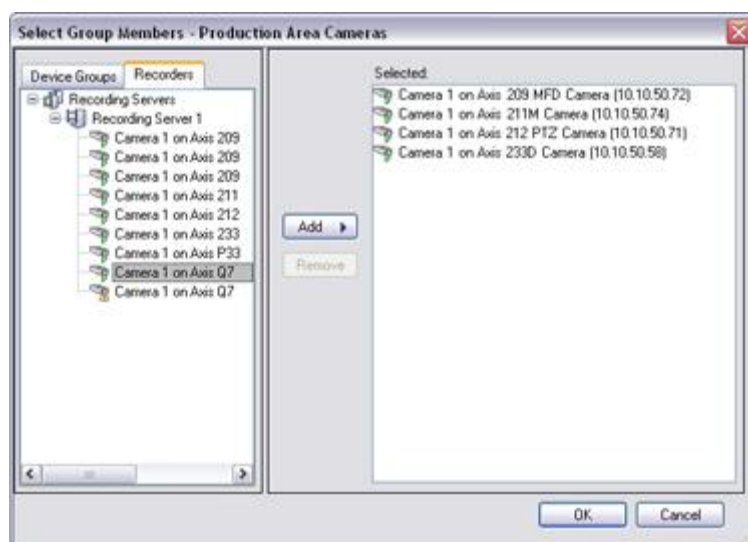 Select Group Members - Production Area Cameras
Device Groups Recorders
Recording Servers
Recording Server 1
Camera 1 on Axis 209
Camera 1 on Axis 209
Camera 1 on Axis 209
Camera 1 on Axis 211
Camera 1 on Axis 212
Camera 1 on Axis 233
Camera 1 on Axis P33
Camera 1 on Axis Q7
Camera 1 on Axis Q7
Add
Remove
Selected:
Camera 1 on Axis 209 MFD Camera (10.10.50.72)
Camera 1 on Axis 211M Camera (10.10.50.74)
Camera 1 on Axis 212 PTZ Camera (10.10.50.71)
Camera 1 on Axis 233D Camera (10.10.50.58)
OK
Cancel